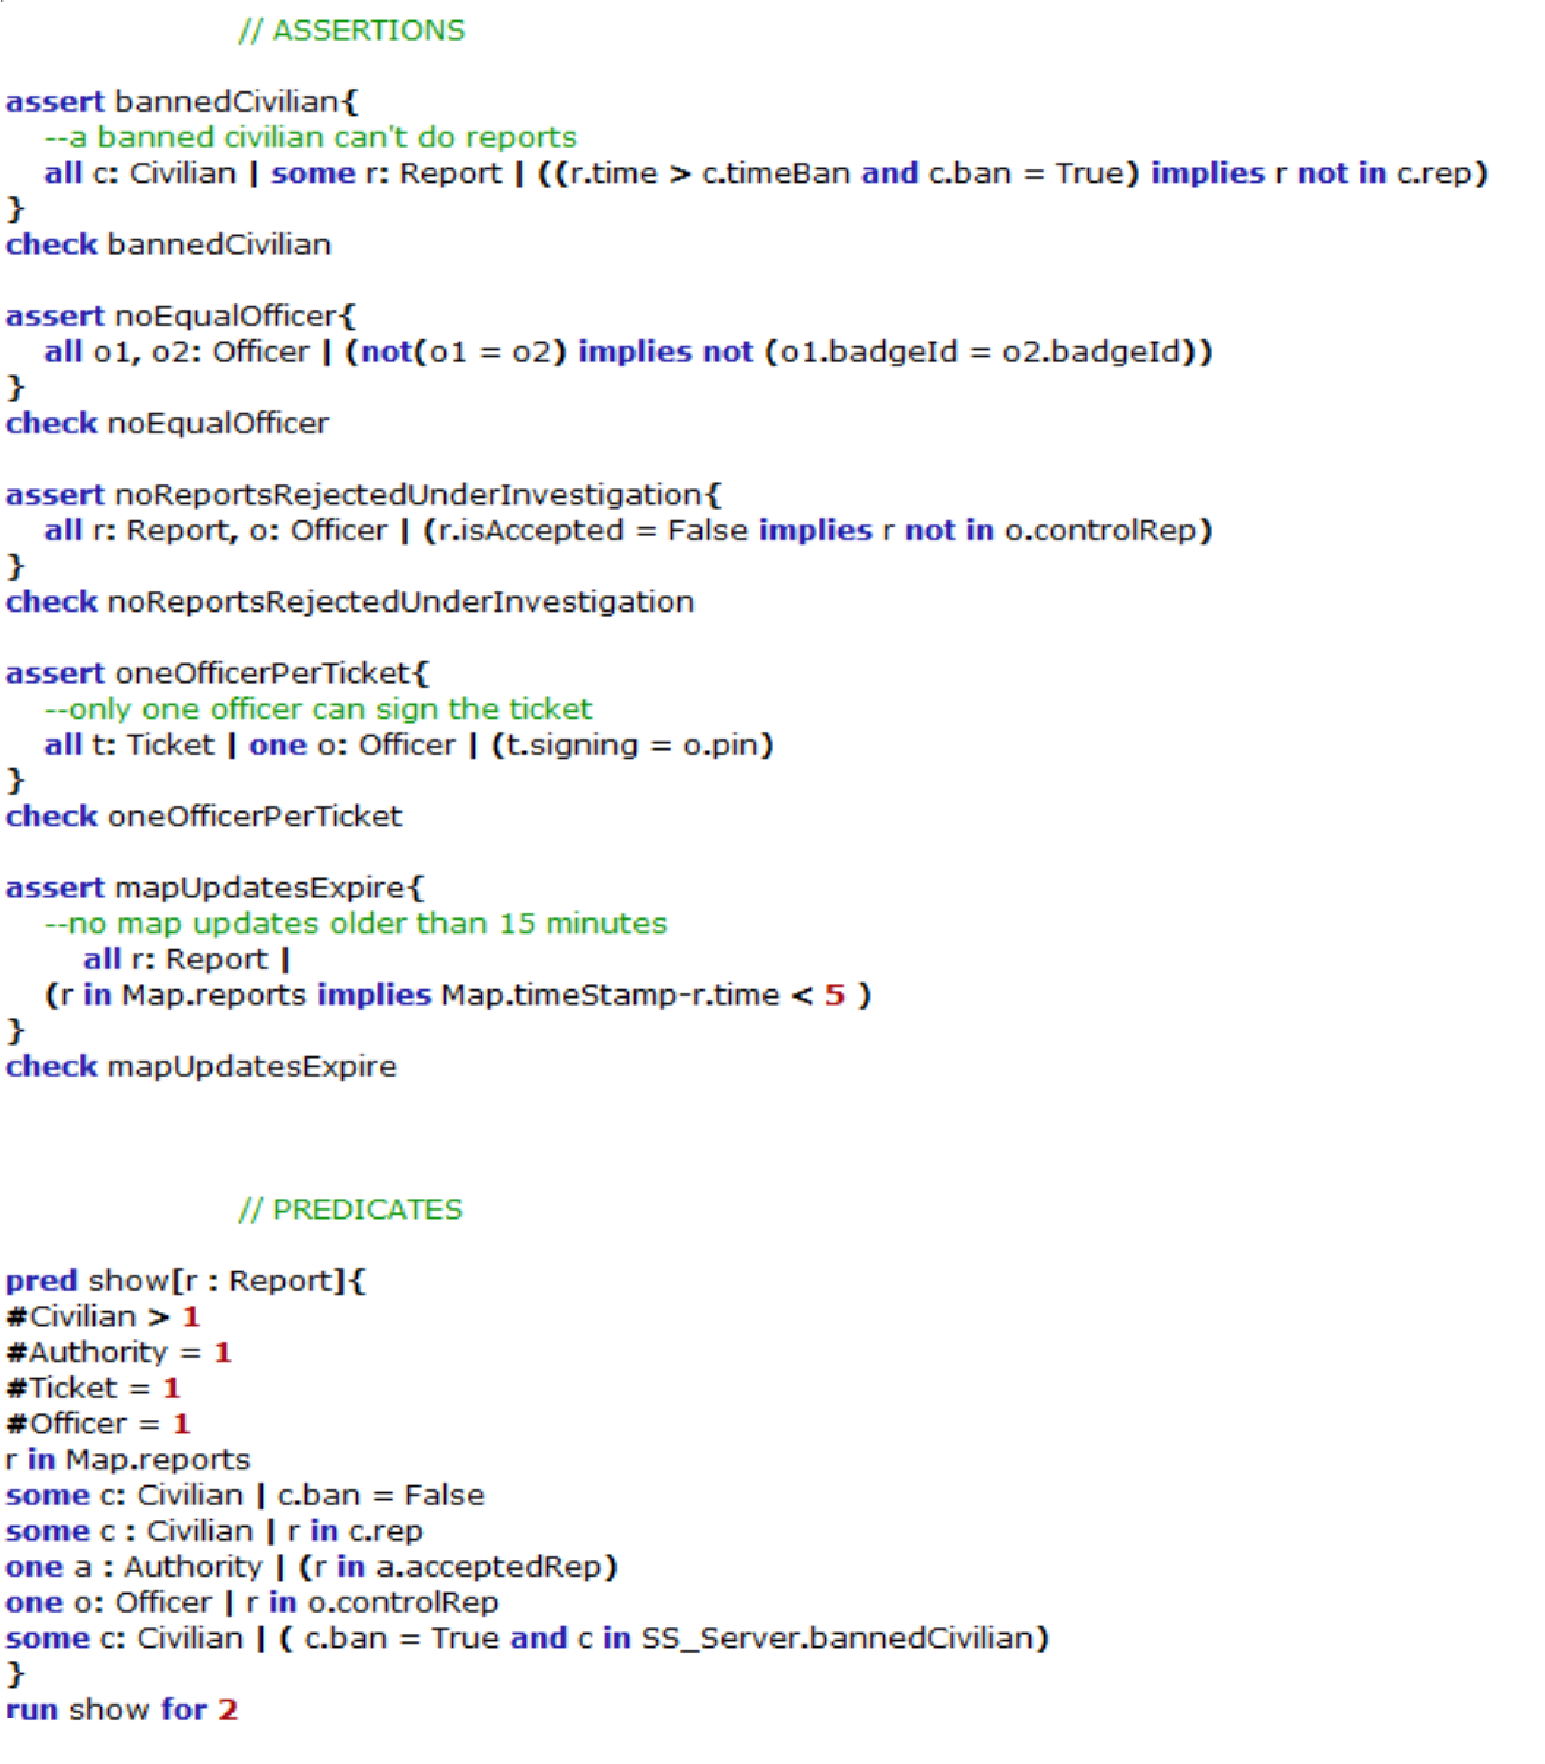 // ASSERTIONS
assert bannedCivilian{
--a banned civilian can't do reports
all c: Civilian | some r: Report | ((r.time > c.timeBan and c.ban = True) implies r not in c.rep)
}
check bannedCivilian
assert noEqualOfficer{
all o1, o2: Officer | (not(o1 = o2) implies not (o1.badgeId = o2.badgeId))
}
check noEqualOfficer
assert noReportsRejectedUnderInvestigation{
all r: Report, o: Officer | (r.isAccepted = False implies r not in o.controlRep)
}
check noReportsRejectedUnderInvestigation
assert oneOfficerPerTicket{
--only one officer can sign the ticket
all t: Ticket | one o: Officer | (t.signing = o.pin)
}
check oneOfficerPerTicket
assert mapUpdatesExpire{
--no map updates older than 15 minutes
all r: Report |
(r in Map.reports implies Map.timeStamp-r.time < 5 )
}
check mapUpdatesExpire
// PREDICATES
pred show[r : Report]{
#Civilian > 1
#Authority = 1
#Ticket = 1
#Officer = 1
r in Map.reports
some c: Civilian | c.ban = False
some c : Civilian | r in c.rep
one a : Authority | (r in a.acceptedRep)
one o: Officer | r in o.controlRep
some c: Civilian | ( c.ban = True and c in SS_Server.bannedCivilian)
}
run show for 2